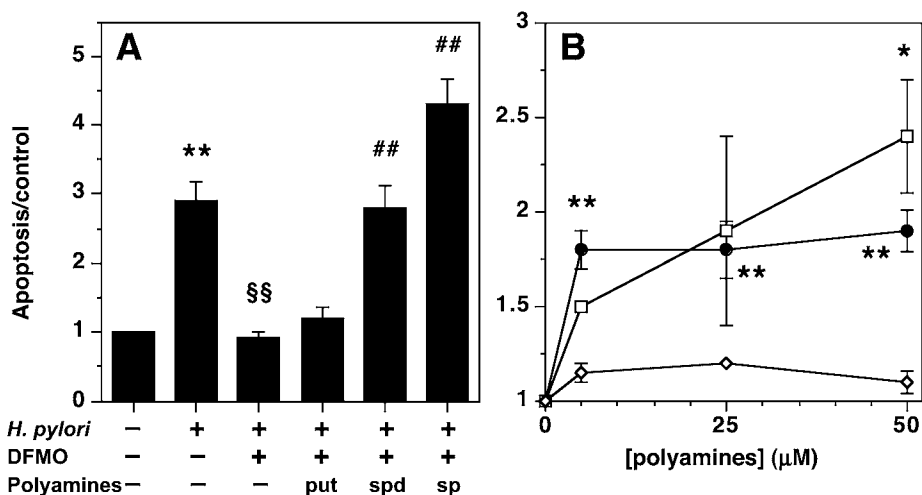 A
B
Apoptosis/control
5
4
3
2
1
0
**
§§
##
##
H. pylori – + + + + +
DFMO – – + + + +
Polyamines – – – put spd sp
3
2.5
2
1.5
1
**
**
*
**
0 25 50
[polyamines] (µM)